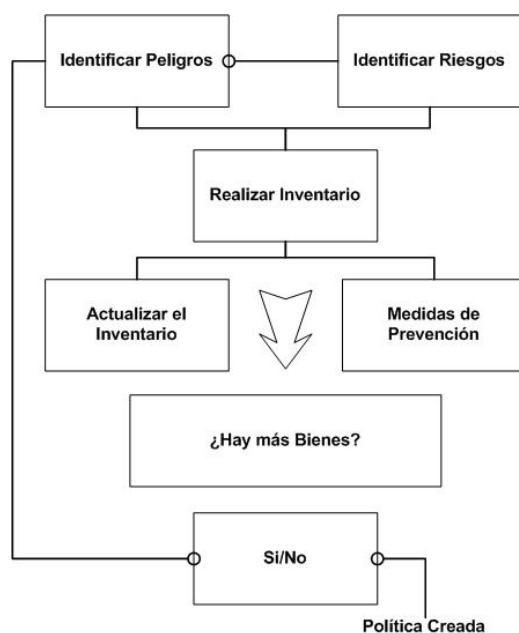 Identificar Peligros
Identificar Riesgos
Realizar Inventario
Actualizar el
Inventario
Medidas de
Prevención
¿Hay más Bienes?
Si/No
Política Creada